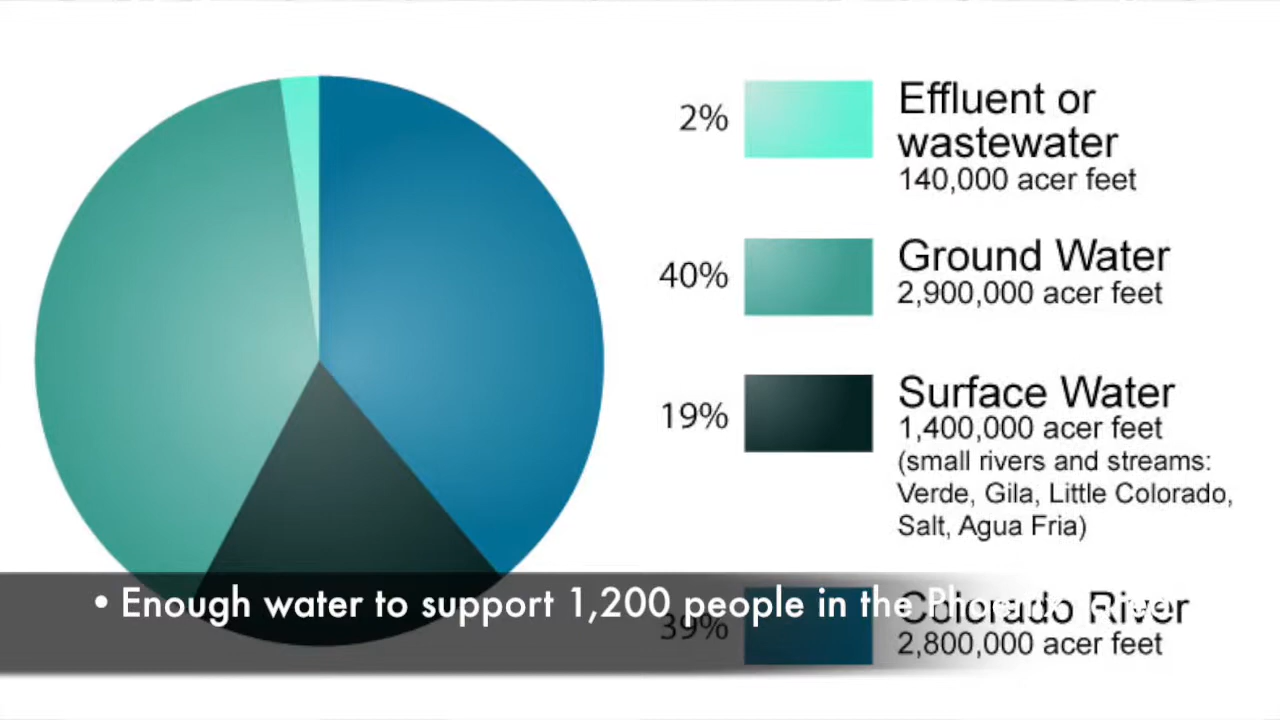 2%
Effluent or
wastewater
140,000 acer feet
40%
Ground Water
2,900,000 acer feet
19%
Surface Water
1,400,000 acer feet
(small rivers and streams:
Verde, Gila, Little Colorado,
Salt, Agua Fria)
• Enough water to support 1,200 people in the Phoenix area
39%
Colorado River
2,800,000 acer feet